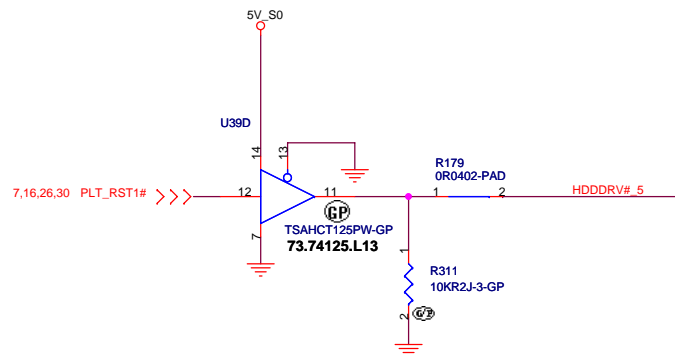 5V_S0
U39D
14
13
R179
0R0402-PAD
7,16,26,30 PLT_RST1#
12
11
1
2
HDDDRV#_5
GP
TSAHCT125PW-GP
73.74125.L13
7
1
R311
10KR2J-3-GP
2
G/P